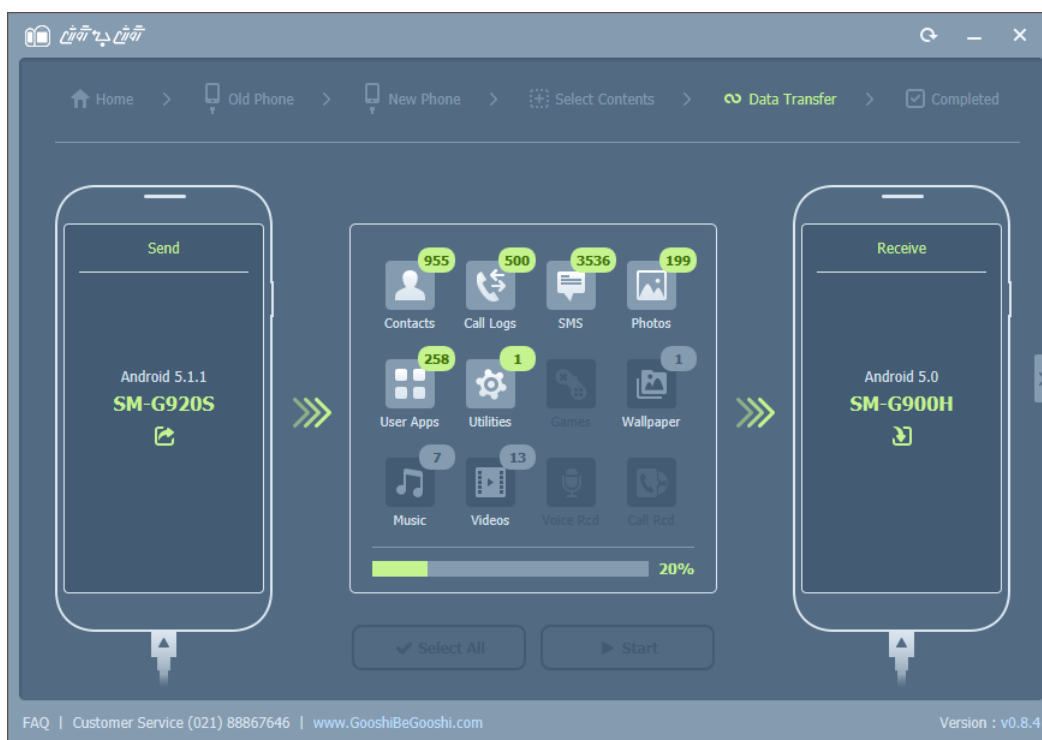 گوشی به گوشی
Home > Old Phone > New Phone > Select Contents > Data Transfer > Completed
Send
955 500 3536 199
Contacts Call Logs SMS Photos
258 1 1
User Apps Utilities Games Wallpaper
7 13
Music Videos Voice Rcd Call Rcd
20%
Android 5.1.1
SM-G920S
Receive
Android 5.0
SM-G900H
Select All
Start
FAQ | Customer Service (021) 88867646 | www.GooshiBeGooshi.com
Version : v0.8.4